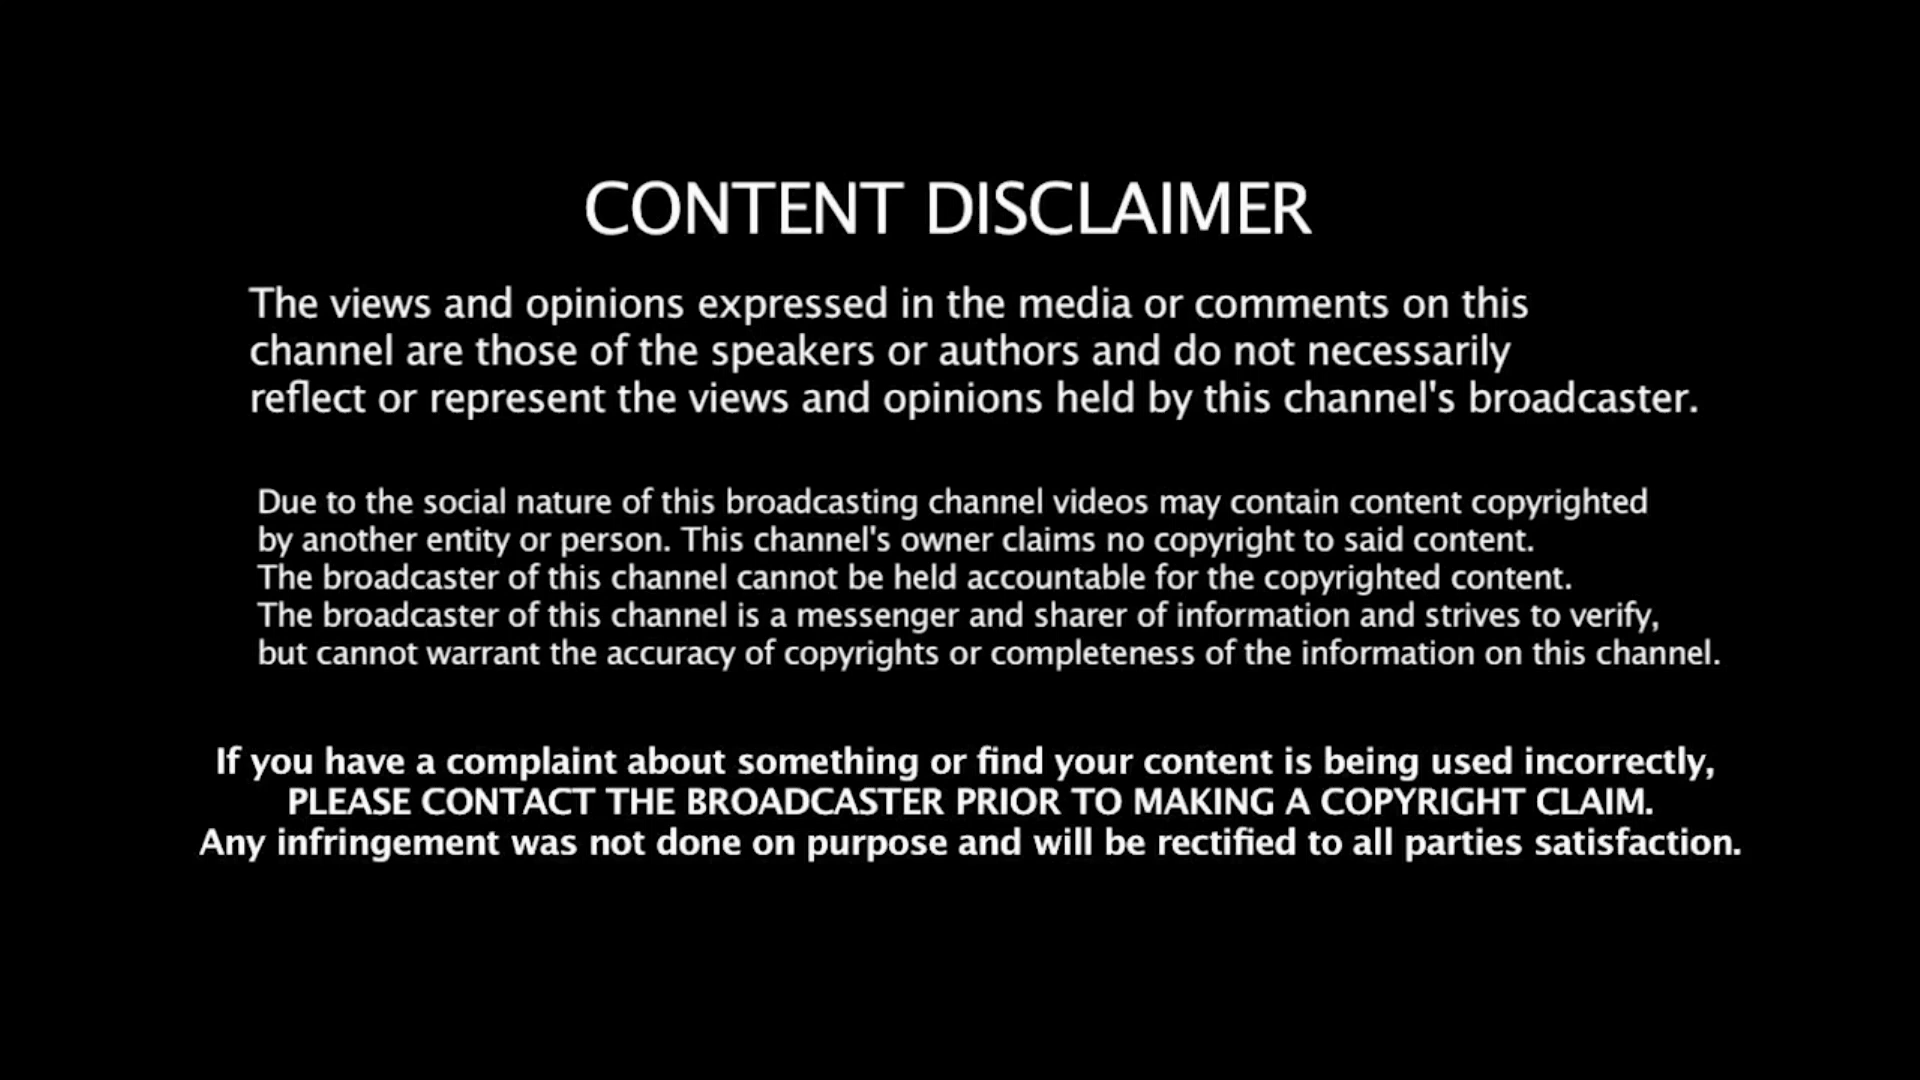 CONTENT DISCLAIMER
The views and opinions expressed in the media or comments on this
channel are those of the speakers or authors and do not necessarily
reflect or represent the views and opinions held by this channel's broadcaster.
Due to the social nature of this broadcasting channel videos may contain content copyrighted
by another entity or person. This channel's owner claims no copyright to said content.
The broadcaster of this channel cannot be held accountable for the copyrighted content.
The broadcaster of this channel is a messenger and sharer of information and strives to verify,
but cannot warrant the accuracy of copyrights or completeness of the information on this channel.
If you have a complaint about something or find your content is being used incorrectly,
PLEASE CONTACT THE BROADCASTER PRIOR TO MAKING A COPYRIGHT CLAIM.
Any infringement was not done on purpose and will be rectified to all parties satisfaction.